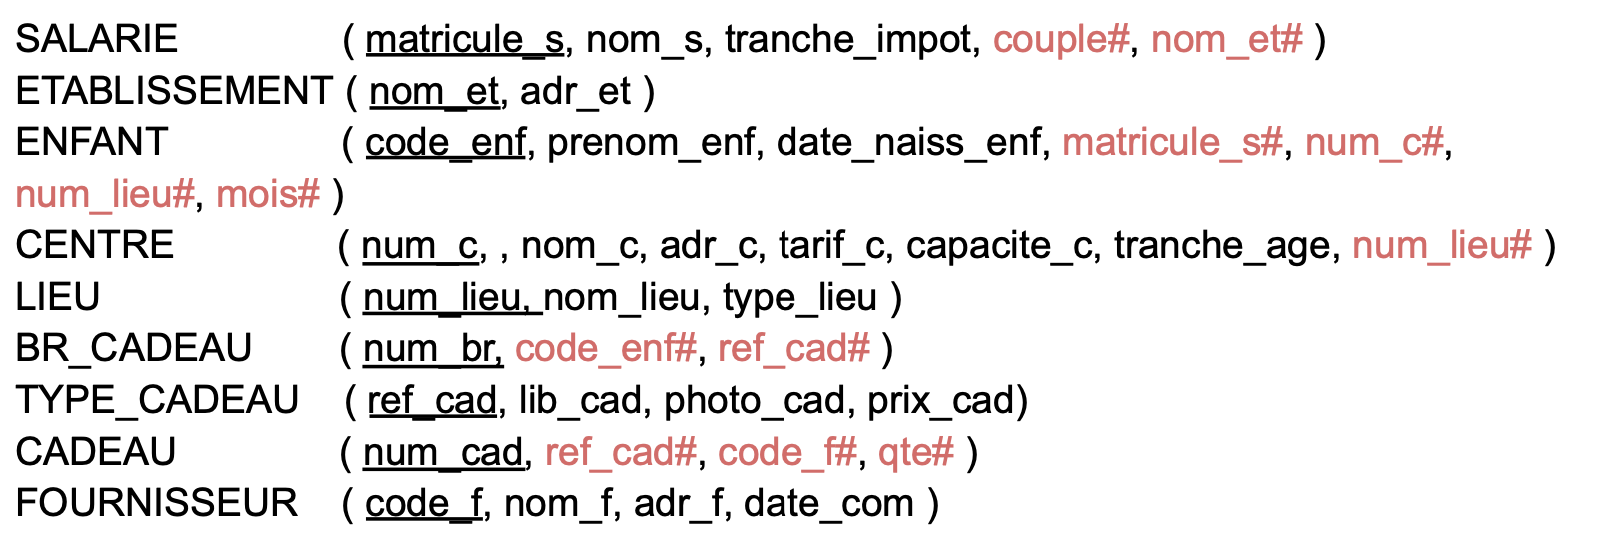 SALARIE ( matricule_s, nom_s, tranche_impot, couple#, nom_et# )
ETABLISSEMENT ( nom_et, adr_et )
ENFANT ( code_enf, prenom_enf, date_naiss_enf, matricule_s#, num_c#,
num_lieu#, mois# )
CENTRE ( num_c, , nom_c, adr_c, tarif_c, capacite_c, tranche_age, num_lieu# )
LIEU ( num_lieu, nom_lieu, type_lieu )
BR_CADEAU ( num_br, code_enf#, ref_cad# )
TYPE_CADEAU ( ref_cad, lib_cad, photo_cad, prix_cad)
CADEAU ( num_cad, ref_cad#, code_f#, qte# )
FOURNISSEUR ( code_f, nom_f, adr_f, date_com )